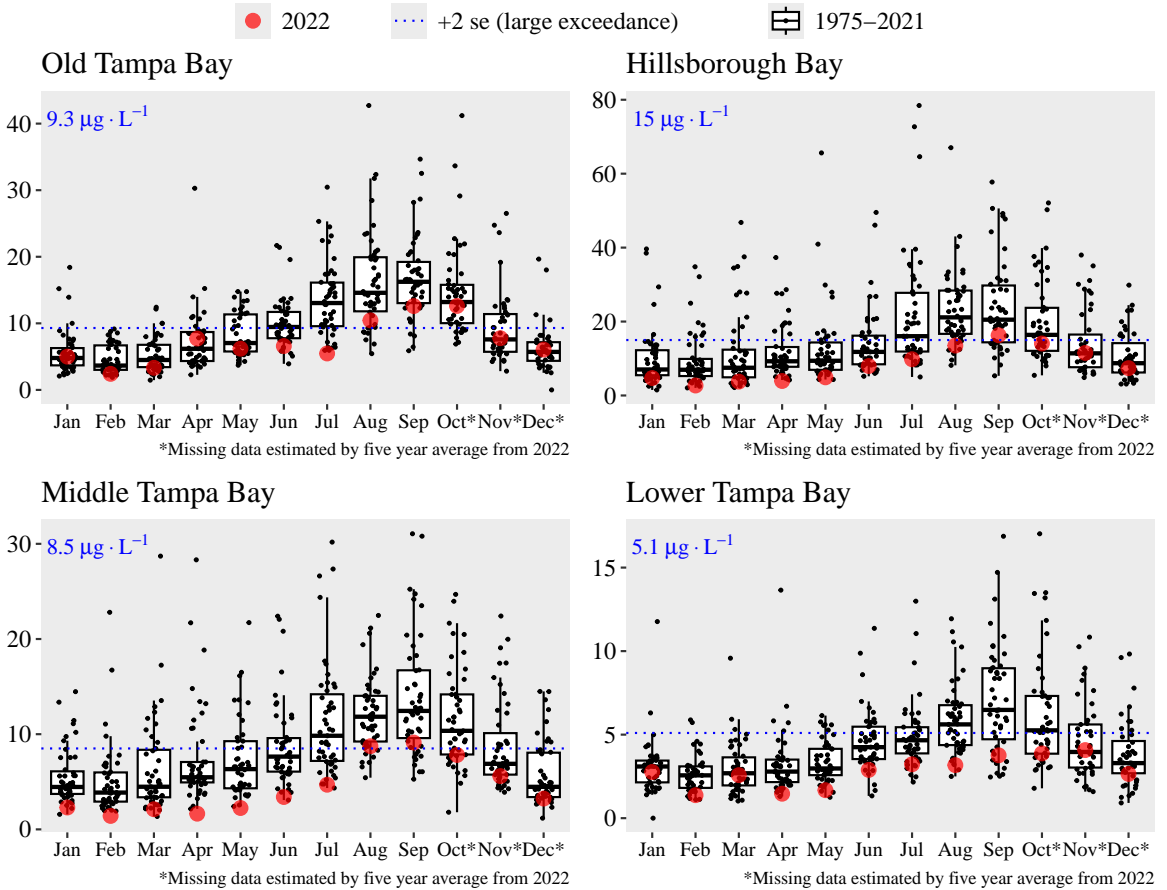 2022 +2 se (large exceedance) 1975−2021
Old Tampa Bay
9.3 μg · L⁻¹
40
30
20
10
0
Jan Feb Mar Apr May Jun Jul Aug Sep Oct* Nov* Dec*
*Missing data estimated by five year average from 2022
Hillsborough Bay
15 μg · L⁻¹
80
60
40
20
0
Jan Feb Mar Apr May Jun Jul Aug Sep Oct* Nov* Dec*
*Missing data estimated by five year average from 2022
Middle Tampa Bay
8.5 μg · L⁻¹
30
20
10
0
Jan Feb Mar Apr May Jun Jul Aug Sep Oct* Nov* Dec*
*Missing data estimated by five year average from 2022
Lower Tampa Bay
5.1 μg · L⁻¹
15
10
5
0
Jan Feb Mar Apr May Jun Jul Aug Sep Oct* Nov* Dec*
*Missing data estimated by five year average from 2022